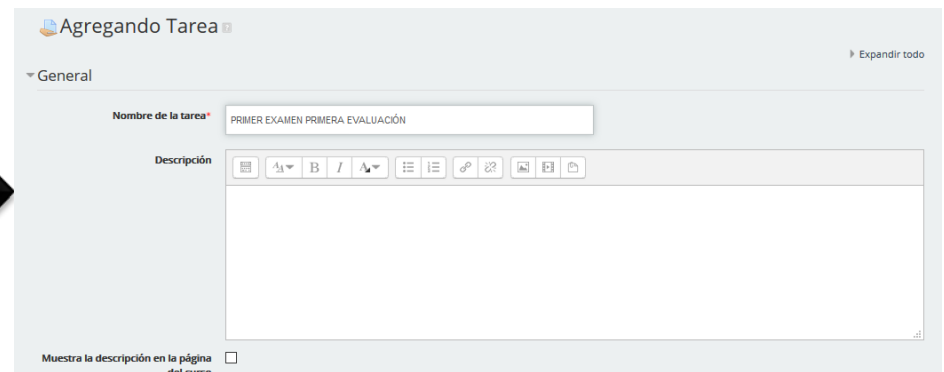 Agregando Tarea
Expandir todo
General
Nombre de la tarea*
PRIMER EXAMEN PRIMERA EVALUACIÓN
Descripción
B I
Muestra la descripción en la página
del curso